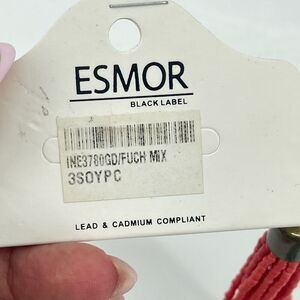 ESMOR
BLACK LABEL
INE3780GD/FUCH MIX
3SOYPC
LEAD & CADMIUM COMPLIANT